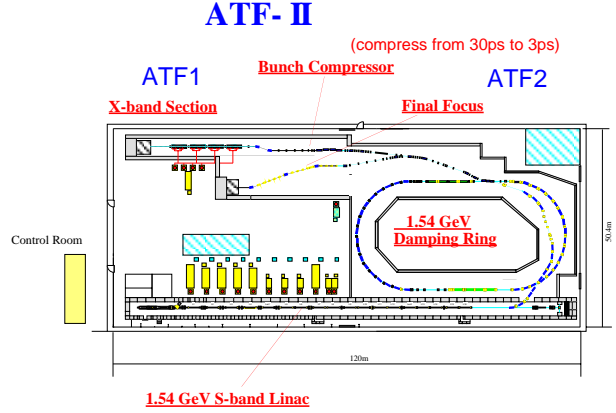 ATF- II
(compress from 30ps to 3ps)
Bunch Compressor
ATF1
ATF2
X-band Section
Final Focus
1.54 GeV
Damping Ring
Control Room
50.4m
120m
1.54 GeV S-band Linac